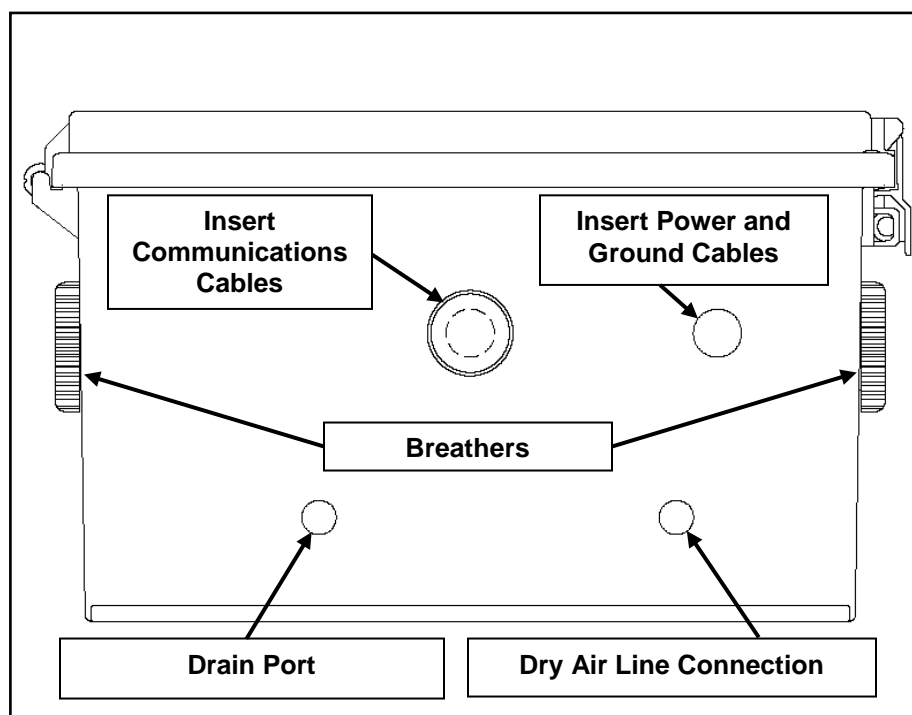 Insert
Communications
Cables
Insert Power and
Ground Cables
Breathers
Drain Port
Dry Air Line Connection